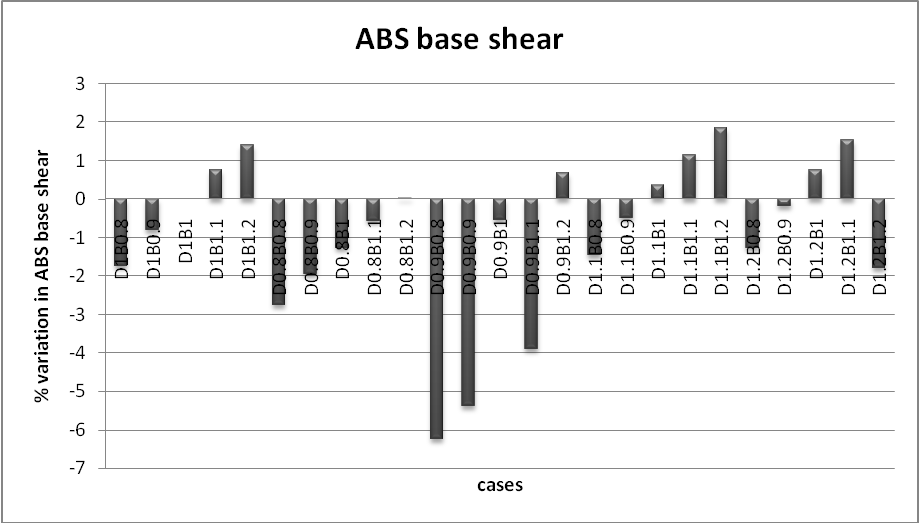 ABS base shear
% variation in ABS base shear
3
2
1
0
-1
-2
-3
-4
-5
-6
-7
D1B0.8
D1B0.9
D1B1
D1B1.1
D1B1.2
D0.8B0.8
D0.8B0.9
D0.8B1
D0.8B1.1
D0.8B1.2
D0.9B0.8
D0.9B0.9
D0.9B1
D0.9B1.1
D0.9B1.2
D1.1B0.8
D1.1B0.9
D1.1B1
D1.1B1.1
D1.1B1.2
D1.2B0.8
D1.2B0.9
D1.2B1
D1.2B1.1
D1.2B1.2
cases